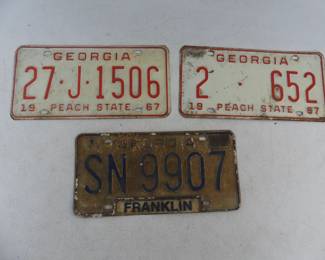 GEORGIA
27·J·1506
19 PEACH STATE 67
GEORGIA
2 · 652
19 PEACH STATE 67
SN 9907
FRANKLIN